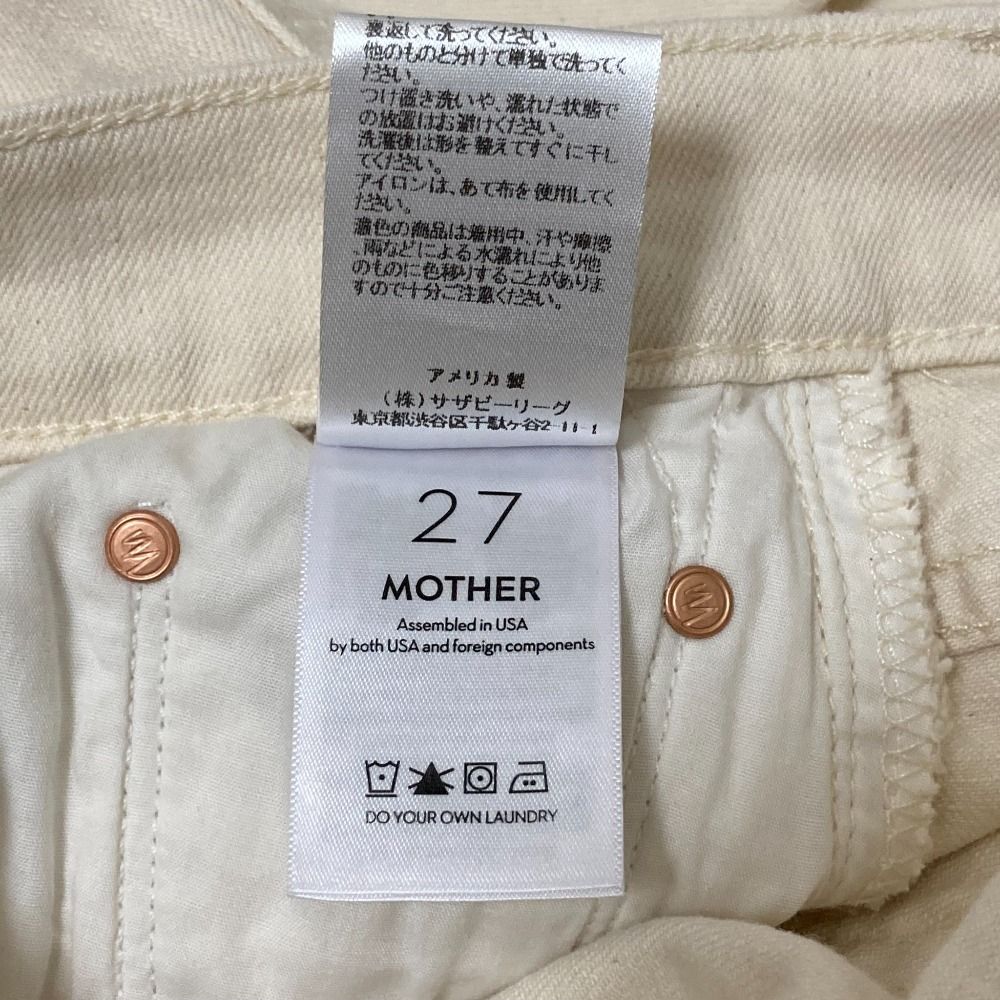 裏返して洗ってください。
他のものと分けて単独で洗ってく
ださい。
つけ置き洗いや、濡れた状態で
の放置はお避けください。
洗濯後は形を整えてすぐに干し
てください。
アイロンは、あて布を使用してく
ださい。
濃色の商品は着用中、汗や摩擦
、雨などによる水濡れにより他
のものに色移りすることがありま
すので十分ご注意ください。
アメリカ製
(株)サザビーリーグ
東京都渋谷区千駄ヶ谷2-11-1
27
MOTHER
Assembled in USA
by both USA and foreign components
DO YOUR OWN LAUNDRY